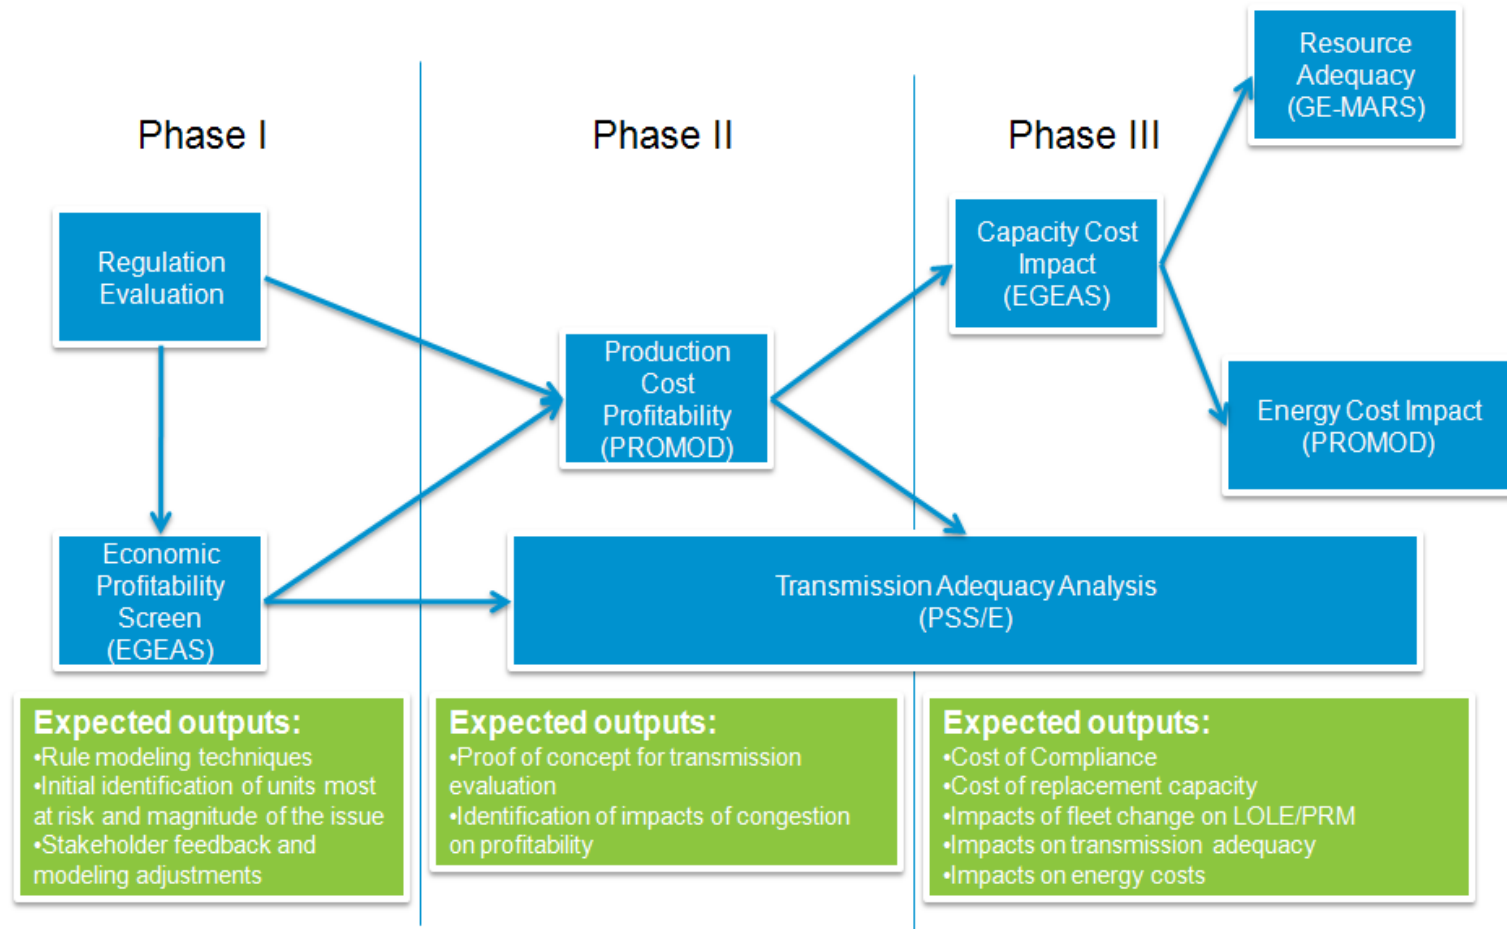 Phase I
Phase II
Phase III
Resource
Adequacy
(GE-MARS)
Regulation
Evaluation
Capacity Cost
Impact
(EGEAS)
Production
Cost
Profitability
(PROMOD)
Energy Cost Impact
(PROMOD)
Economic
Profitability
Screen
(EGEAS)
Transmission Adequacy Analysis
(PSS/E)
Expected outputs:
•Rule modeling techniques
•Initial identification of units most
at risk and magnitude of the issue
•Stakeholder feedback and
modeling adjustments
Expected outputs:
•Proof of concept for transmission
evaluation
•Identification of impacts of congestion
on profitability
Expected outputs:
•Cost of Compliance
•Cost of replacement capacity
•Impacts of fleet change on LOLE/PRM
•Impacts on transmission adequacy
•Impacts on energy costs